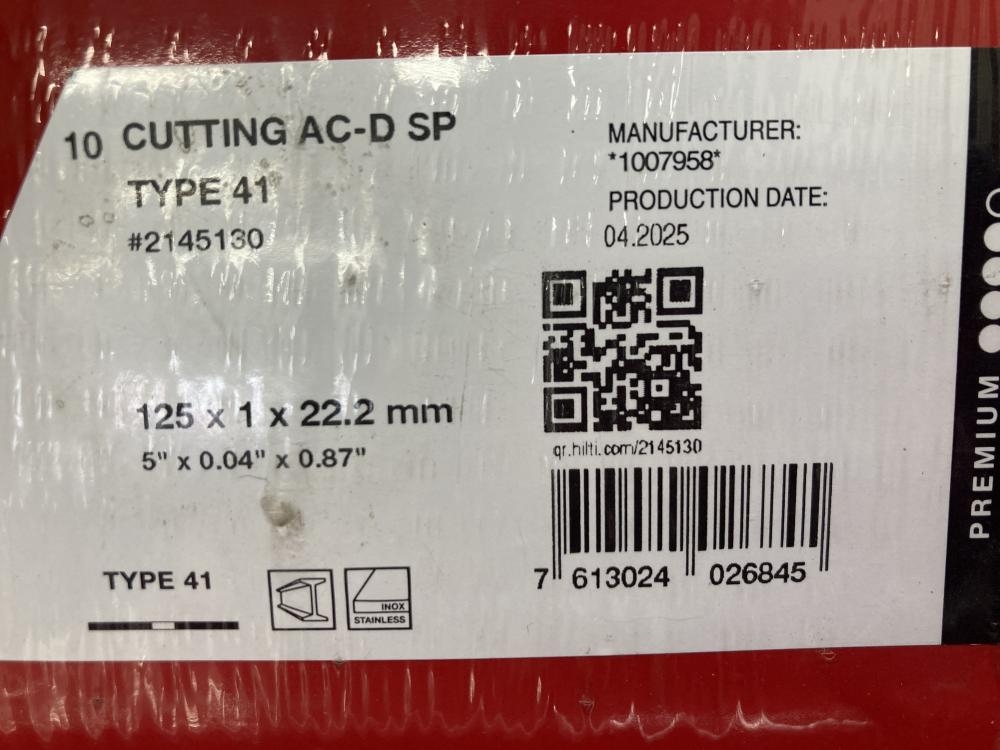 10 CUTTING AC-D SP
TYPE 41
#2145130
125 x 1 x 22.2 mm
5" x 0.04" x 0.87"
TYPE 41
INOX
STAINLESS
MANUFACTURER:
*1007958*
PRODUCTION DATE:
04.2025
qr.hilti.com/2145130
7 613024 026845
PREMIUM